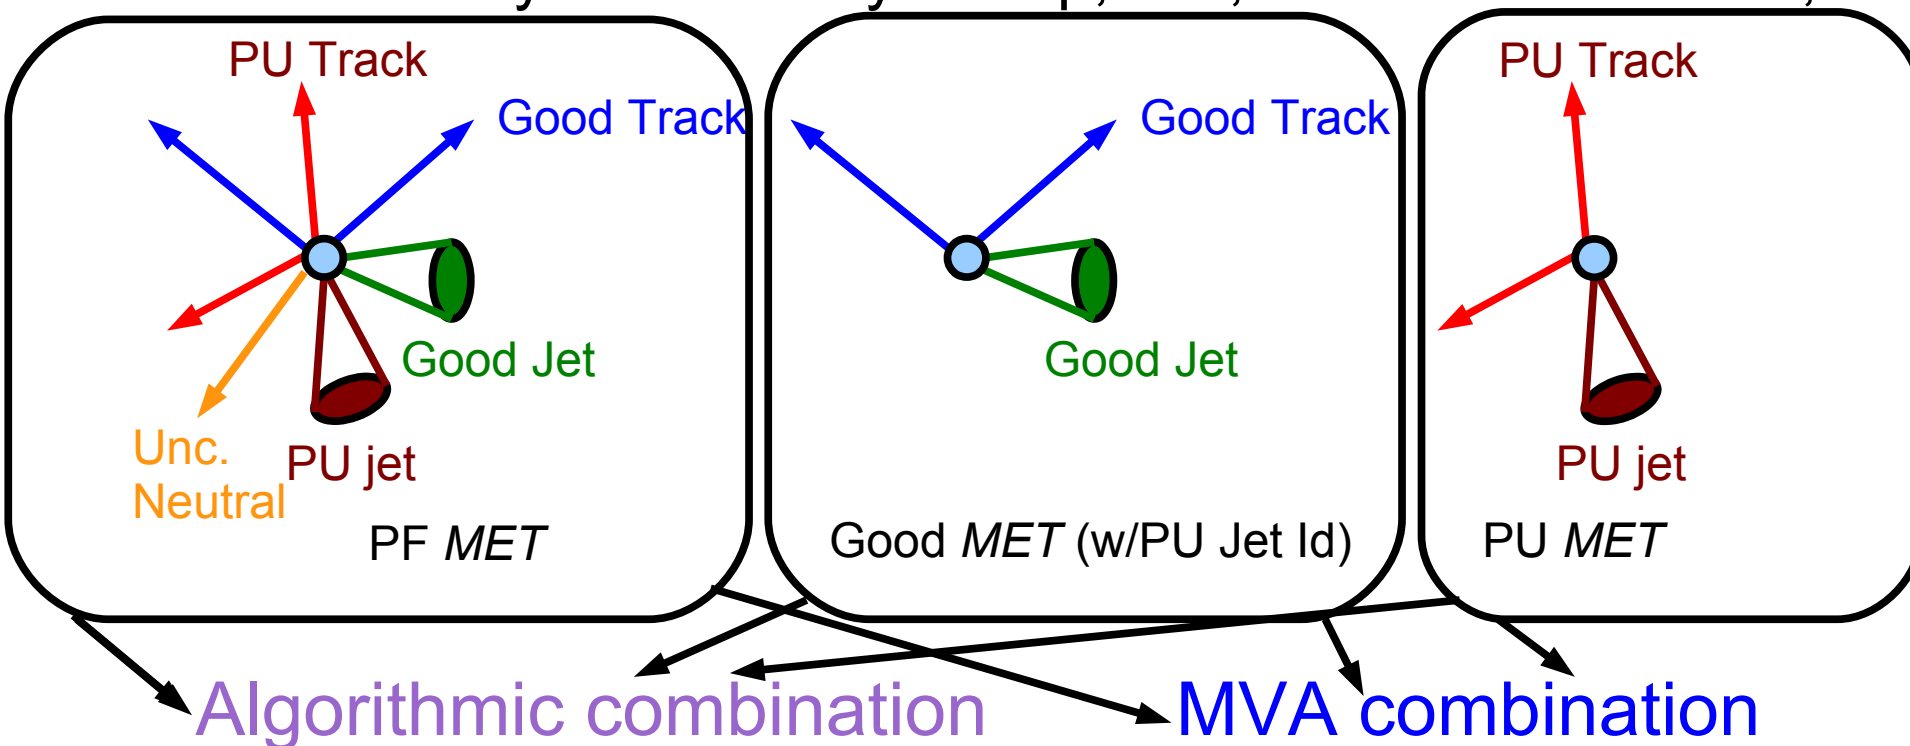 PU Track
Good Track
Good Jet
Unc.
Neutral
PU jet
PF MET
Good Track
Good Jet
Good MET (w/PU Jet Id)
PU Track
PU jet
PU MET
Algorithmic combination
MVA combination